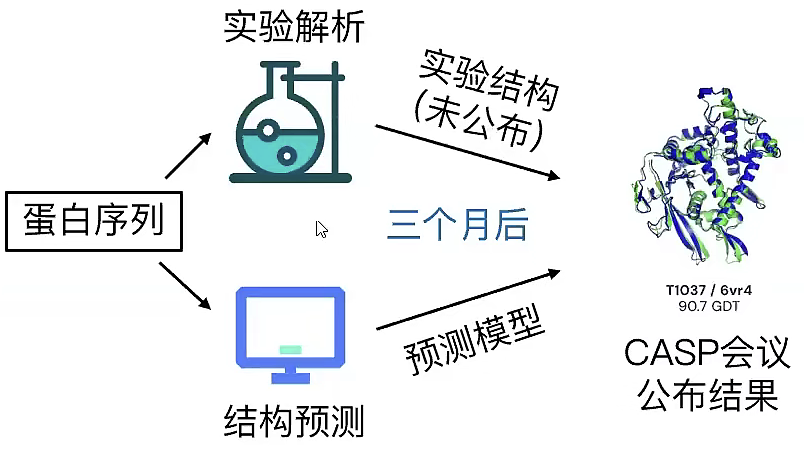 实验解析
实验结构
(未公布)
蛋白序列
三个月后
T1037 / 6vr4
90.7 GDT
预测模型
CASP会议
公布结果
结构预测